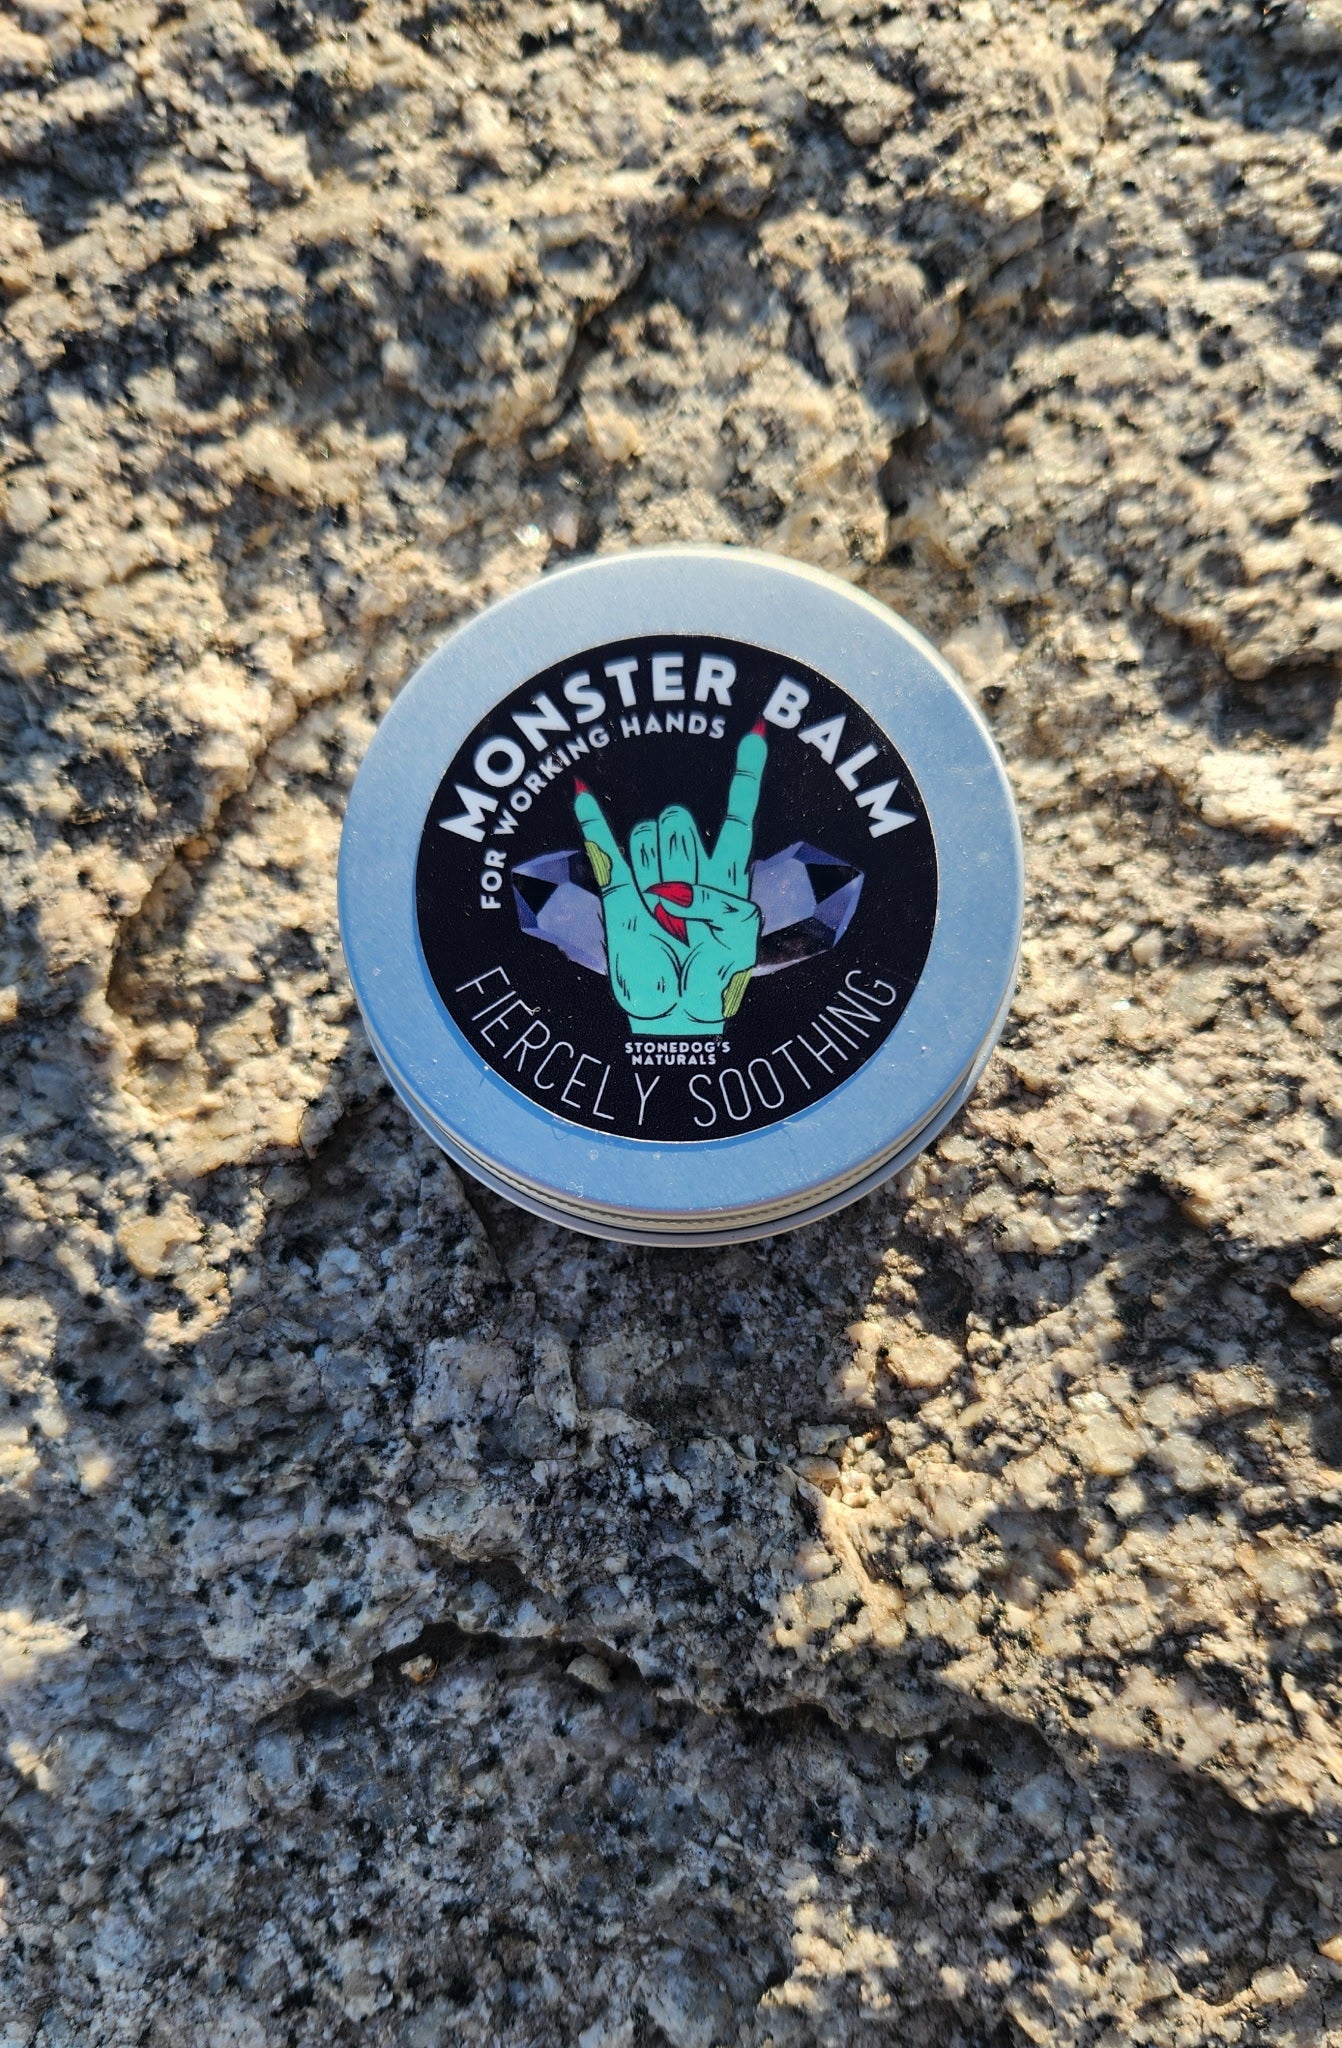 MONSTER BALM
FOR WORKING HANDS
STONEDOG'S
NATURALS
FIERCELY SOOTHING